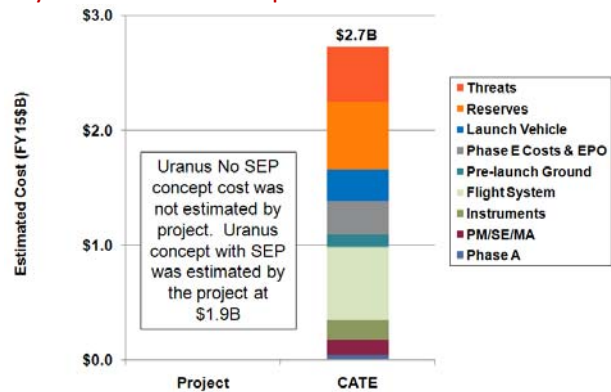 $3.0
$2.7B
$2.0
$1.0
$0.0
Estimated Cost (FY15$B)
Uranus No SEP
concept cost was
not estimated by
project. Uranus
concept with SEP
was estimated by
the project at
$1.9B
Project
CATE
Threats
Reserves
Launch Vehicle
Phase E Costs & EPO
Pre-launch Ground
Flight System
Instruments
PM/SE/MA
Phase A